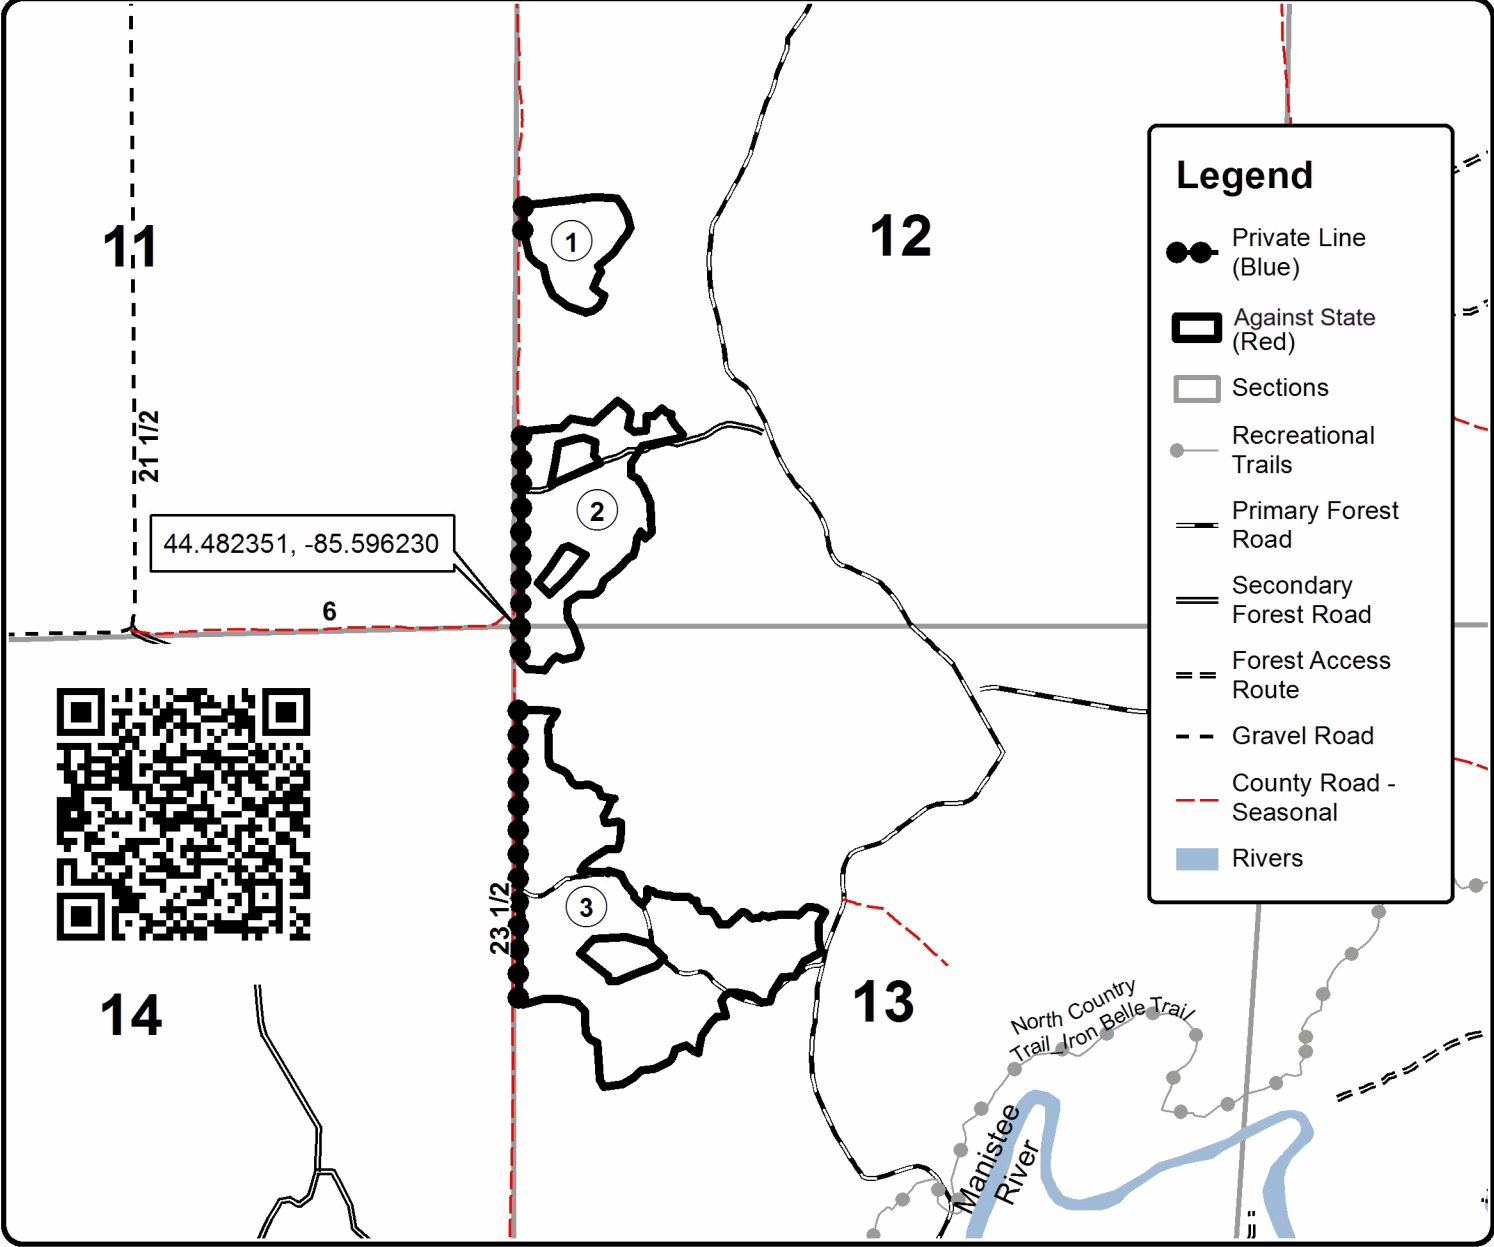 11
12
1
21 1/2
2
44.482351, -85.596230
6
3
23 1/2
14
13
North Country
Trail_Iron Belle Trail
Manistee
River
Legend
Private Line
(Blue)
Against State
(Red)
Sections
Recreational
Trails
Primary Forest
Road
Secondary
Forest Road
Forest Access
Route
Gravel Road
County Road -
Seasonal
Rivers